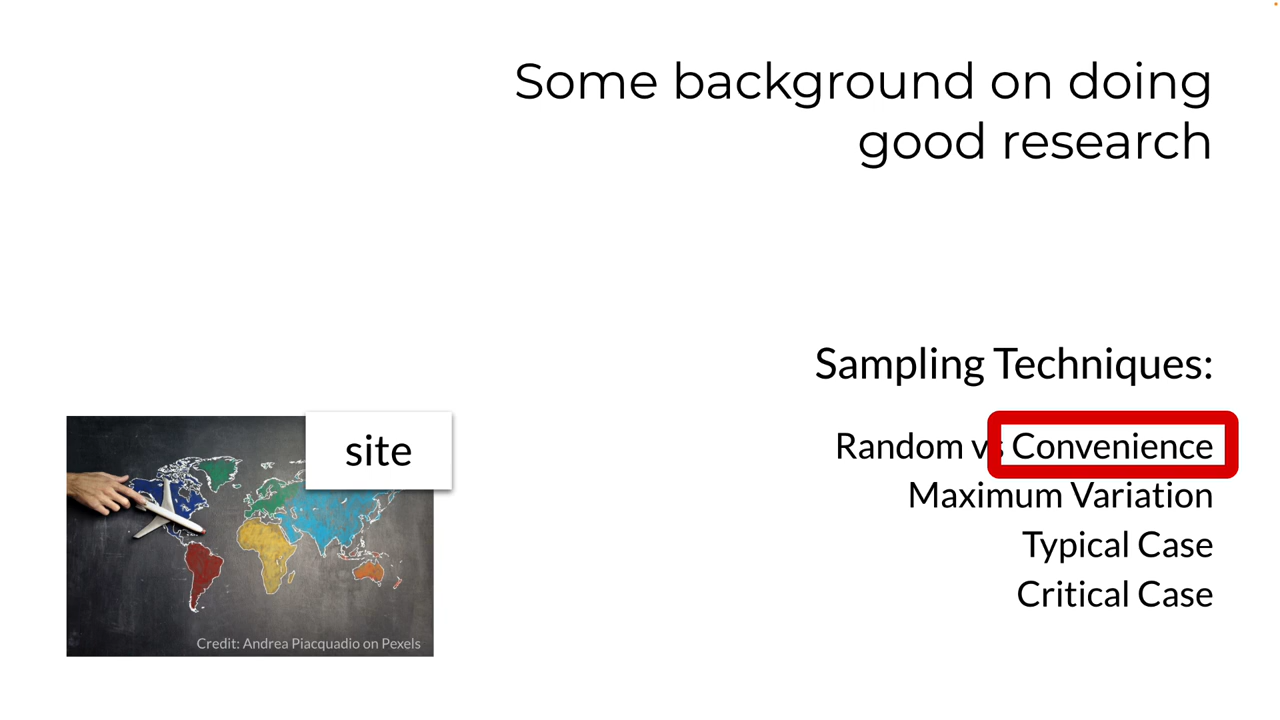 Some background on doing
good research
Sampling Techniques:
Random vs Convenience
Maximum Variation
Typical Case
Critical Case
site
Credit: Andrea Piacquadio on Pexels